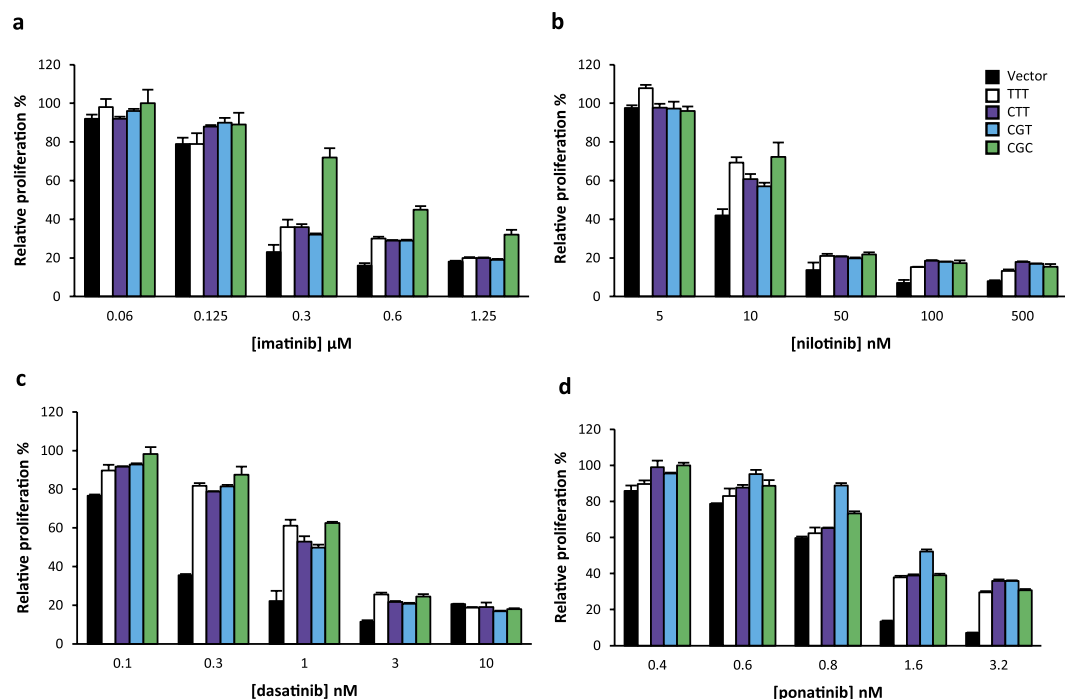 a
Relative proliferation %
120
100
80
60
40
20
0
0.06 0.125 0.3 0.6 1.25
[imatinib] μM
b
Relative proliferation %
120
100
80
60
40
20
0
5 10 50 100 500
[nilotinib] nM
Vector
TTT
CTT
CGT
CGC
c
Relative proliferation %
120
100
80
60
40
20
0
0.1 0.3 1 3 10
[dasatinib] nM
d
Relative proliferation %
120
100
80
60
40
20
0
0.4 0.6 0.8 1.6 3.2
[ponatinib] nM